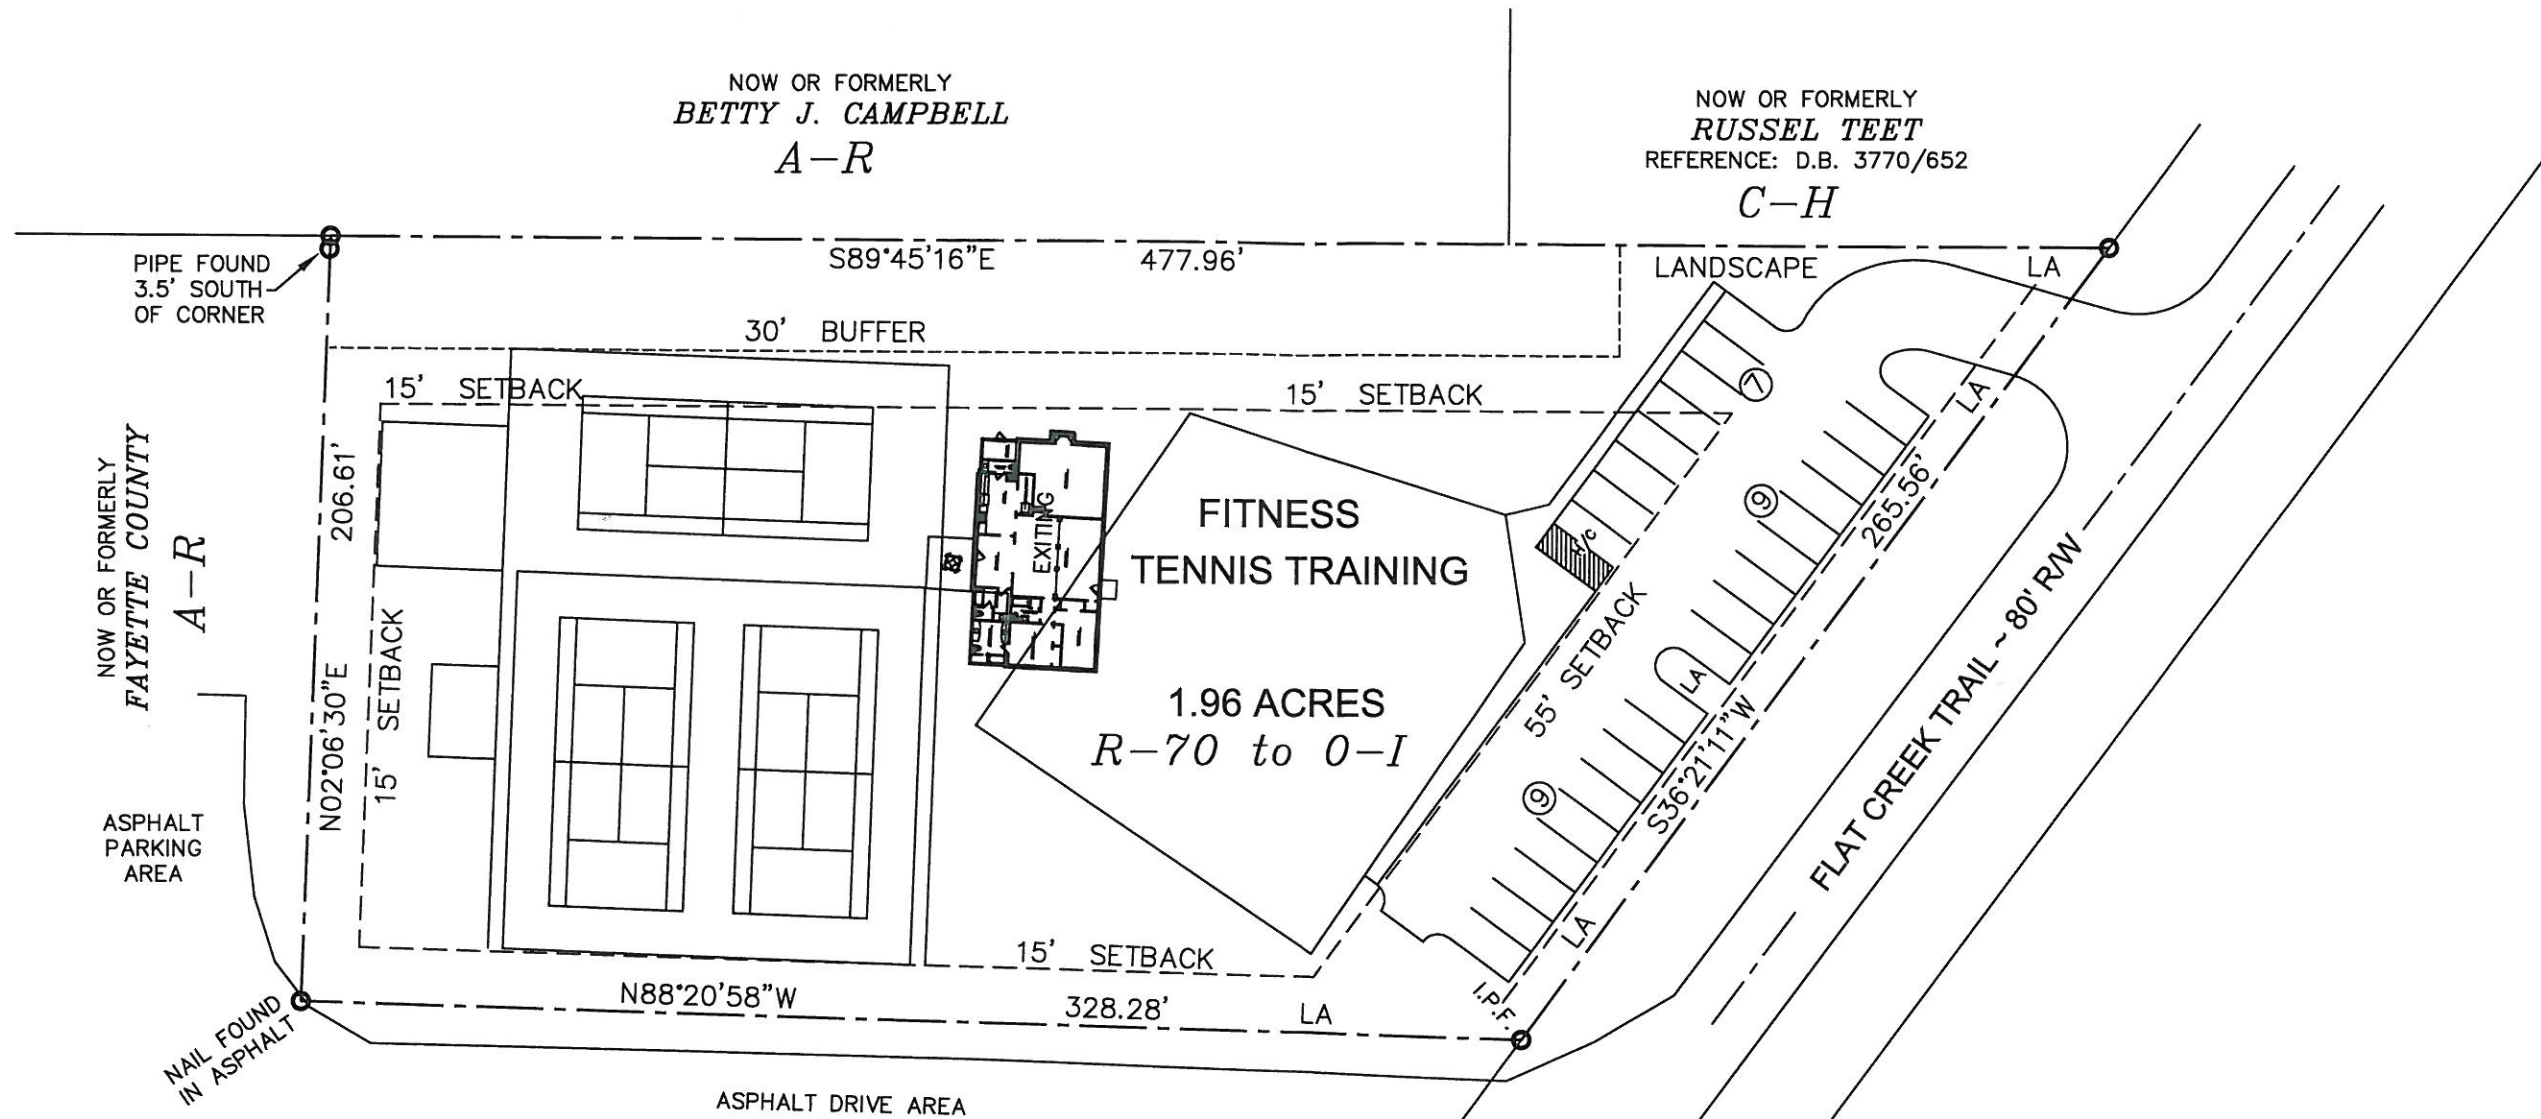 NOW OR FORMERLY
BETTY J. CAMPBELL
A-R
NOW OR FORMERLY
RUSSEL TEET
REFERENCE: D.B. 3770/652
C-H
PIPE FOUND
3.5' SOUTH
OF CORNER
S89°45'16"E 477.96'
LANDSCAPE
LA
30' BUFFER
15' SETBACK
15' SETBACK
7
LA
NOW OR FORMERLY
FAYETTE COUNTY
A-R
206.61'
N02°06'30"E
15' SETBACK
EXITING
FITNESS
TENNIS TRAINING
H/C
9
265.56'
55' SETBACK
1.96 ACRES
R-70 to O-I
LA
S36°21'11"W
9
FLAT CREEK TRAIL ~ 80' R/W
ASPHALT
PARKING
AREA
LA
15' SETBACK
N88°20'58"W 328.28'
LA
I.P.F.
NAIL FOUND
IN ASPHALT
ASPHALT DRIVE AREA